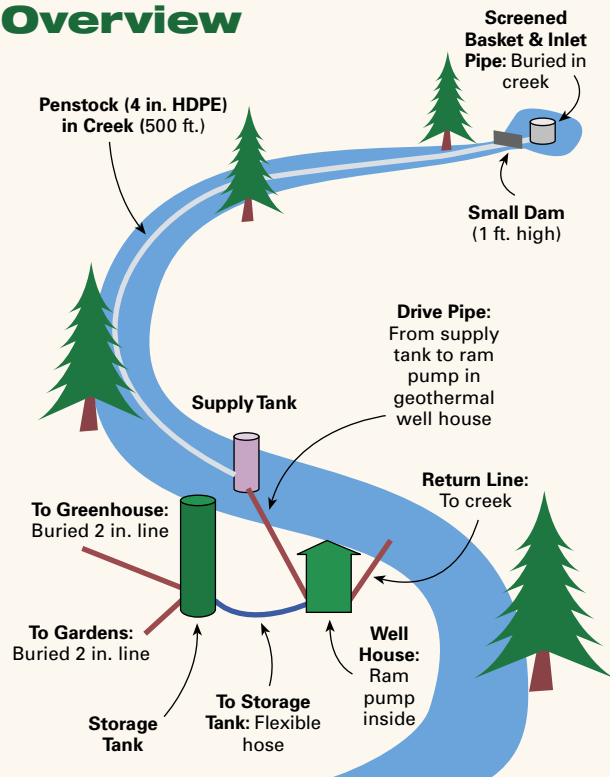 Overview
Screened
Basket & Inlet
Pipe: Buried in
creek
Penstock (4 in. HDPE)
in Creek (500 ft.)
Small Dam
(1 ft. high)
Drive Pipe:
From supply
tank to ram
pump in
geothermal
well house
Supply Tank
Return Line:
To creek
To Greenhouse:
Buried 2 in. line
To Gardens:
Buried 2 in. line
Well
House:
Ram
pump
inside
To Storage
Tank: Flexible
hose
Storage
Tank